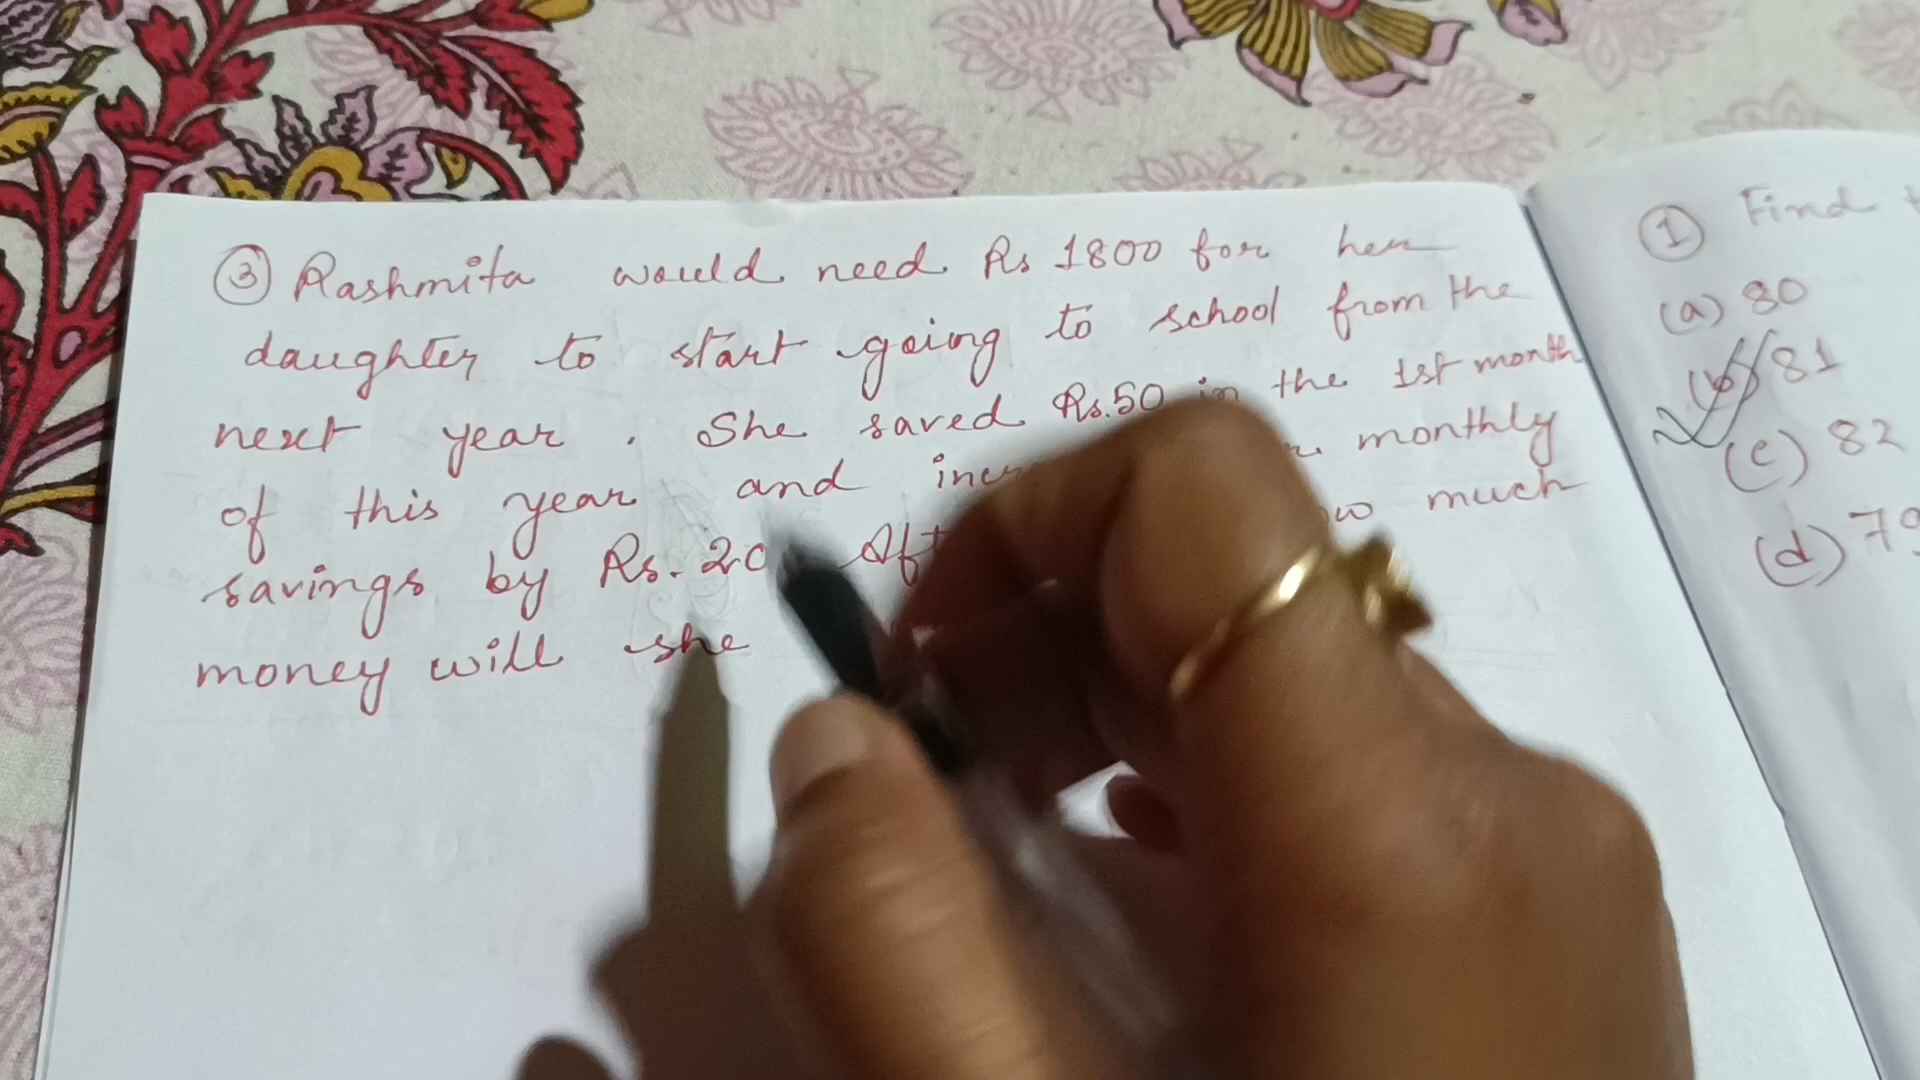 ③ Rashmita would need Rs 1800 for her
daughter to start going to school from the
next year. She saved Rs.50 in the 1st month
of this year and monthly
savings by Rs. 20 much
money will she
① Find
(a) 80
(b) 81
(c) 82
(d) 79